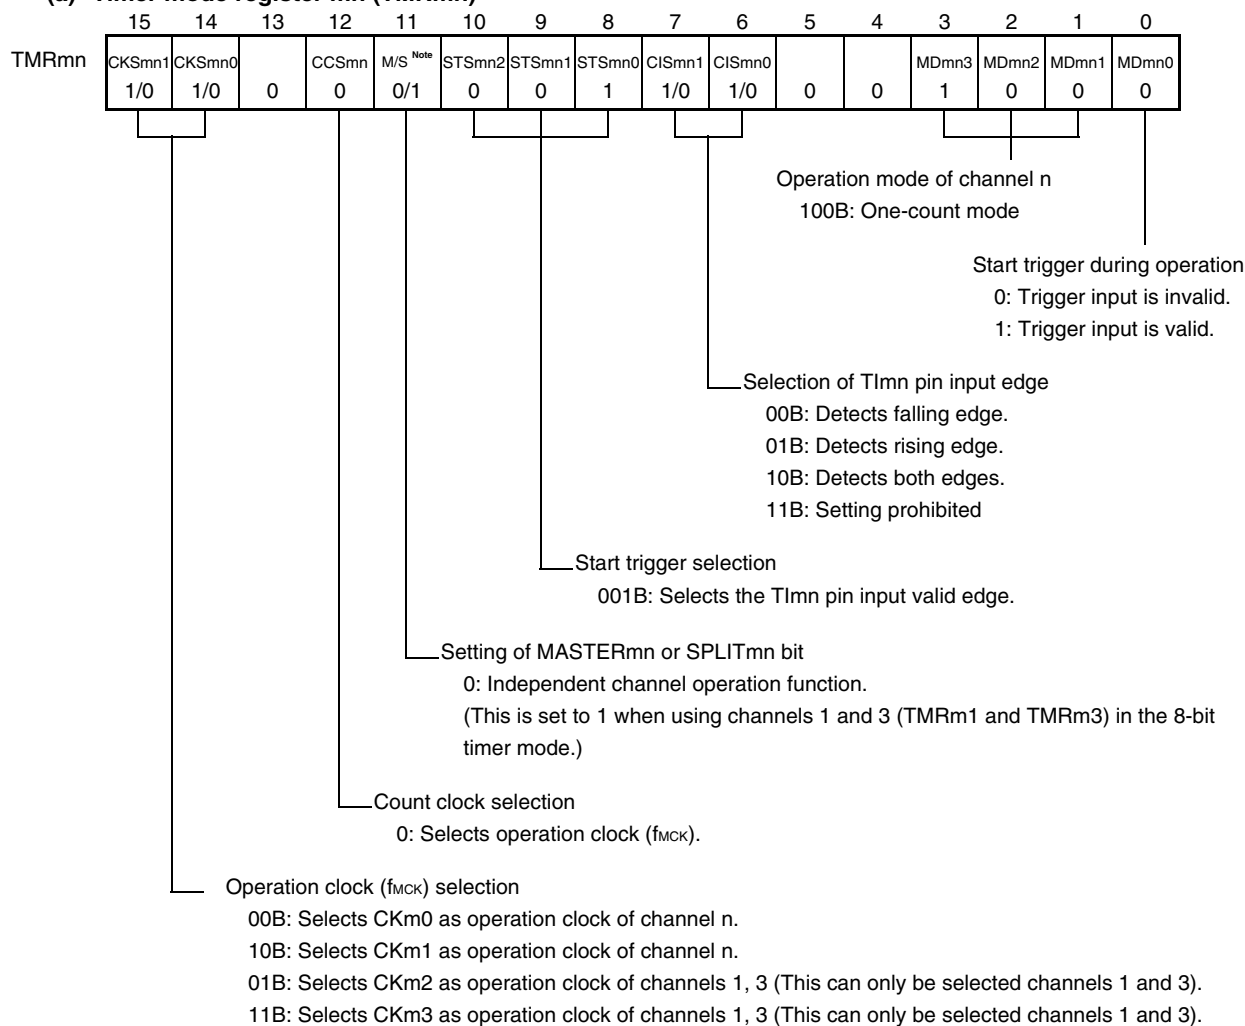 (a) Timer mode register mn (TMRmn)
15 14 13 12 11 10 9 8 7 6 5 4 3 2 1 0
TMRmn CKSmn1 CKSmn0 CCSmn M/S Note STSmn2 STSmn1 STSmn0 CISmn1 CISmn0 MDmn3 MDmn2 MDmn1 MDmn0
1/0 1/0 0 0 0/1 0 0 1 1/0 1/0 0 0 1 0 0 0
Operation mode of channel n
100B: One-count mode
Start trigger during operation
0: Trigger input is invalid.
1: Trigger input is valid.
Selection of TImn pin input edge
00B: Detects falling edge.
01B: Detects rising edge.
10B: Detects both edges.
11B: Setting prohibited
Start trigger selection
001B: Selects the TImn pin input valid edge.
Setting of MASTERmn or SPLITmn bit
0: Independent channel operation function.
(This is set to 1 when using channels 1 and 3 (TMRm1 and TMRm3) in the 8-bit
timer mode.)
Count clock selection
0: Selects operation clock (fMCK).
Operation clock (fMCK) selection
00B: Selects CKm0 as operation clock of channel n.
10B: Selects CKm1 as operation clock of channel n.
01B: Selects CKm2 as operation clock of channels 1, 3 (This can only be selected channels 1 and 3).
11B: Selects CKm3 as operation clock of channels 1, 3 (This can only be selected channels 1 and 3).